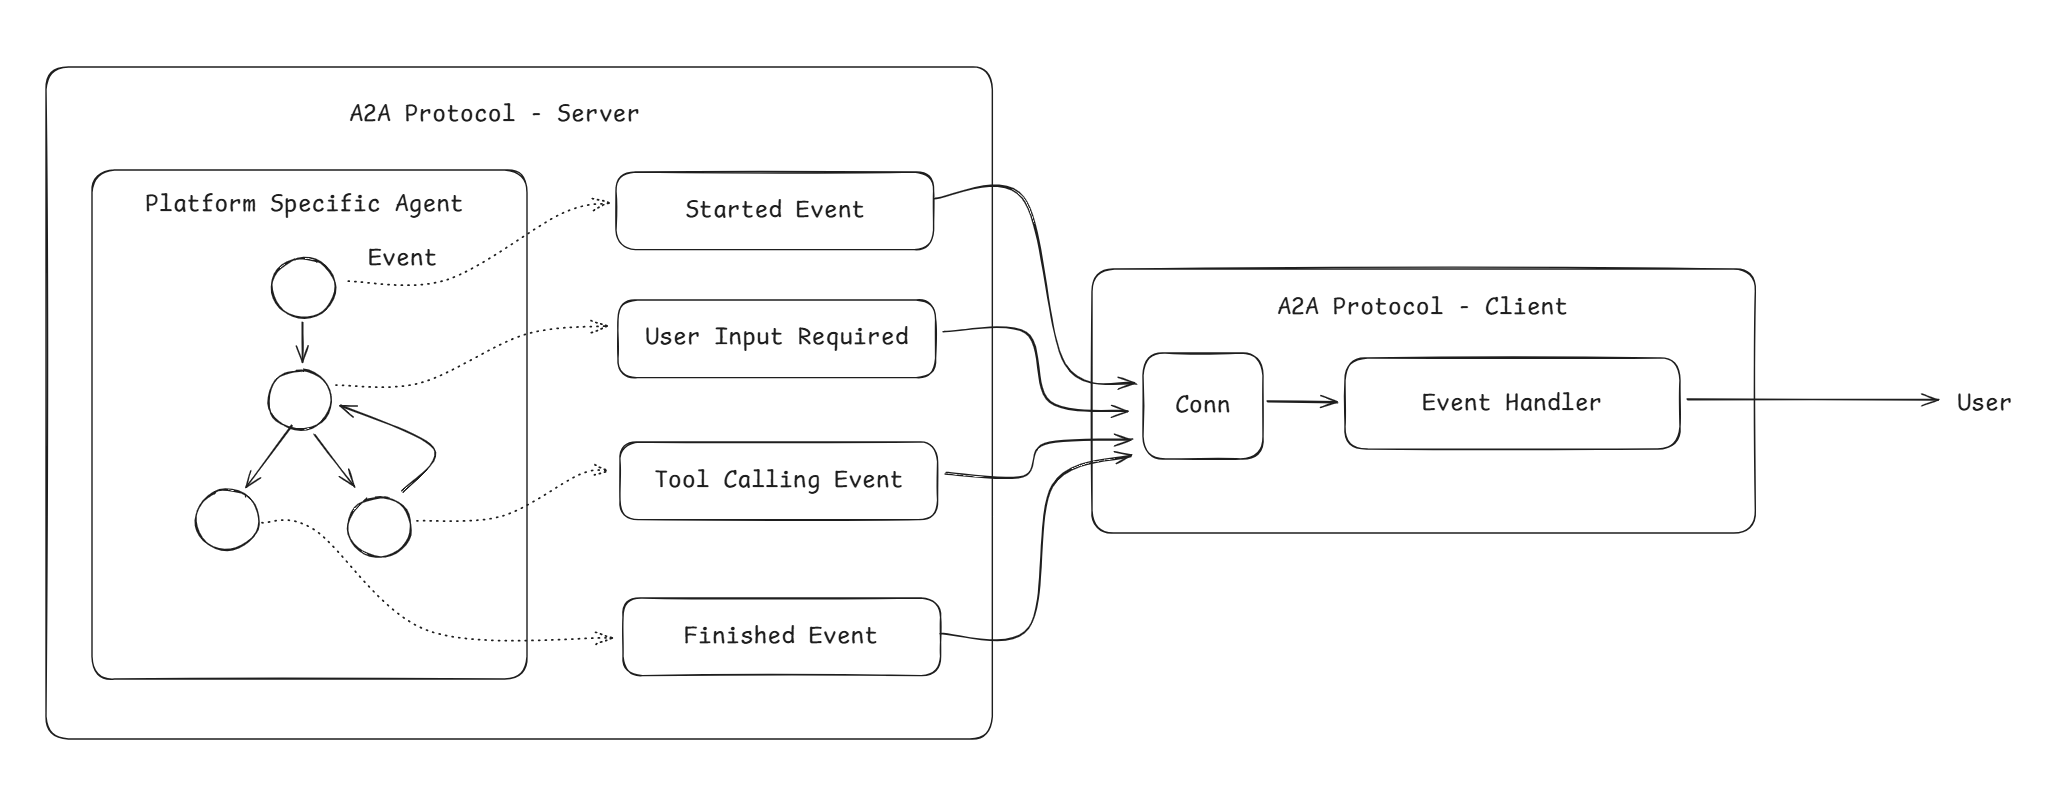 A2A Protocol - Server
Platform Specific Agent
Event
Started Event
User Input Required
Tool Calling Event
Finished Event
A2A Protocol - Client
Conn
Event Handler
User